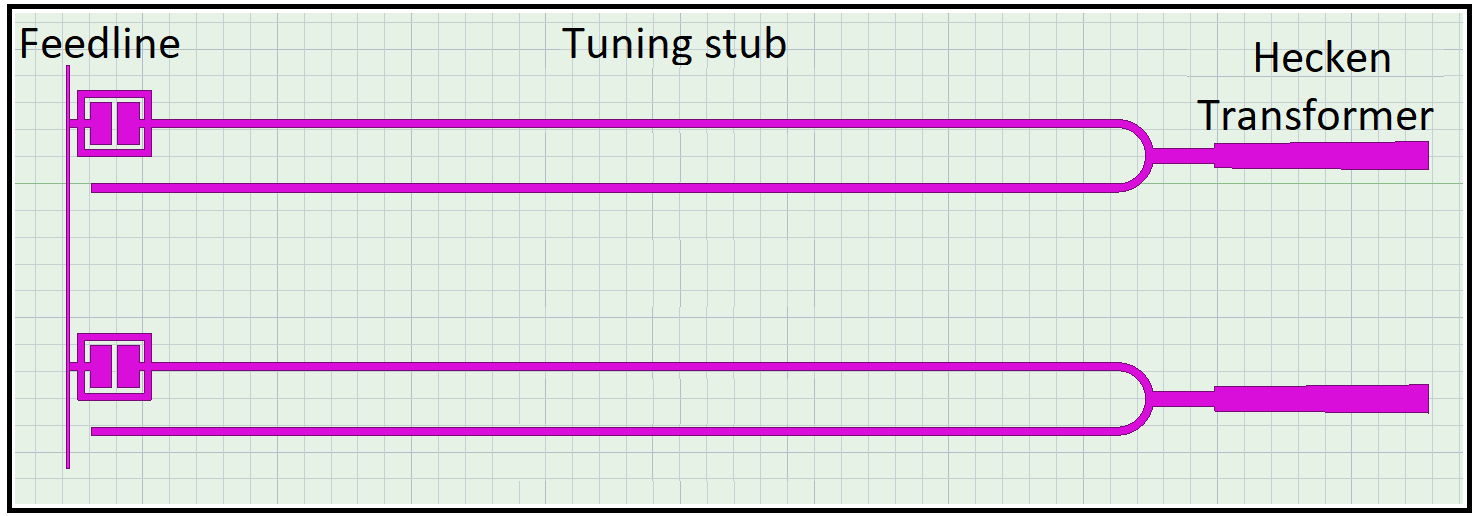 Feedline
Tuning stub
Hecken
Transformer